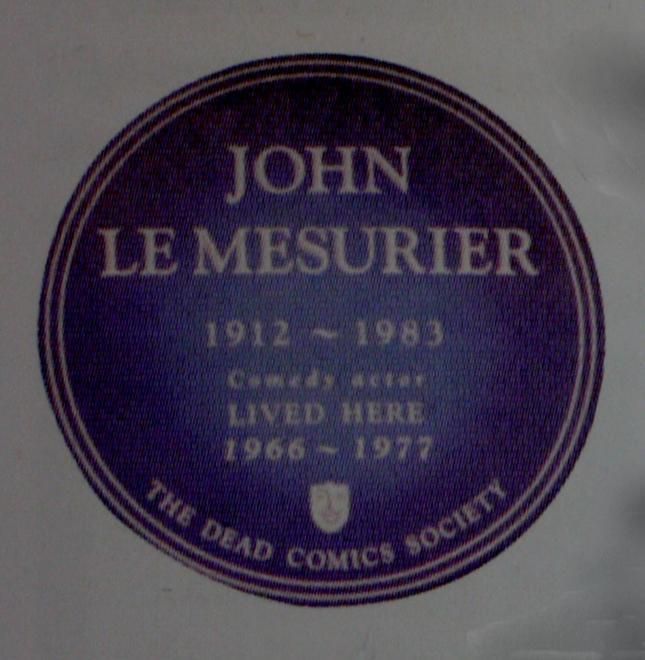 JOHN
LE MESURIER
1912 ~ 1983
Comedy actor
LIVED HERE
1966 ~ 1977
THE DEAD COMICS SOCIETY